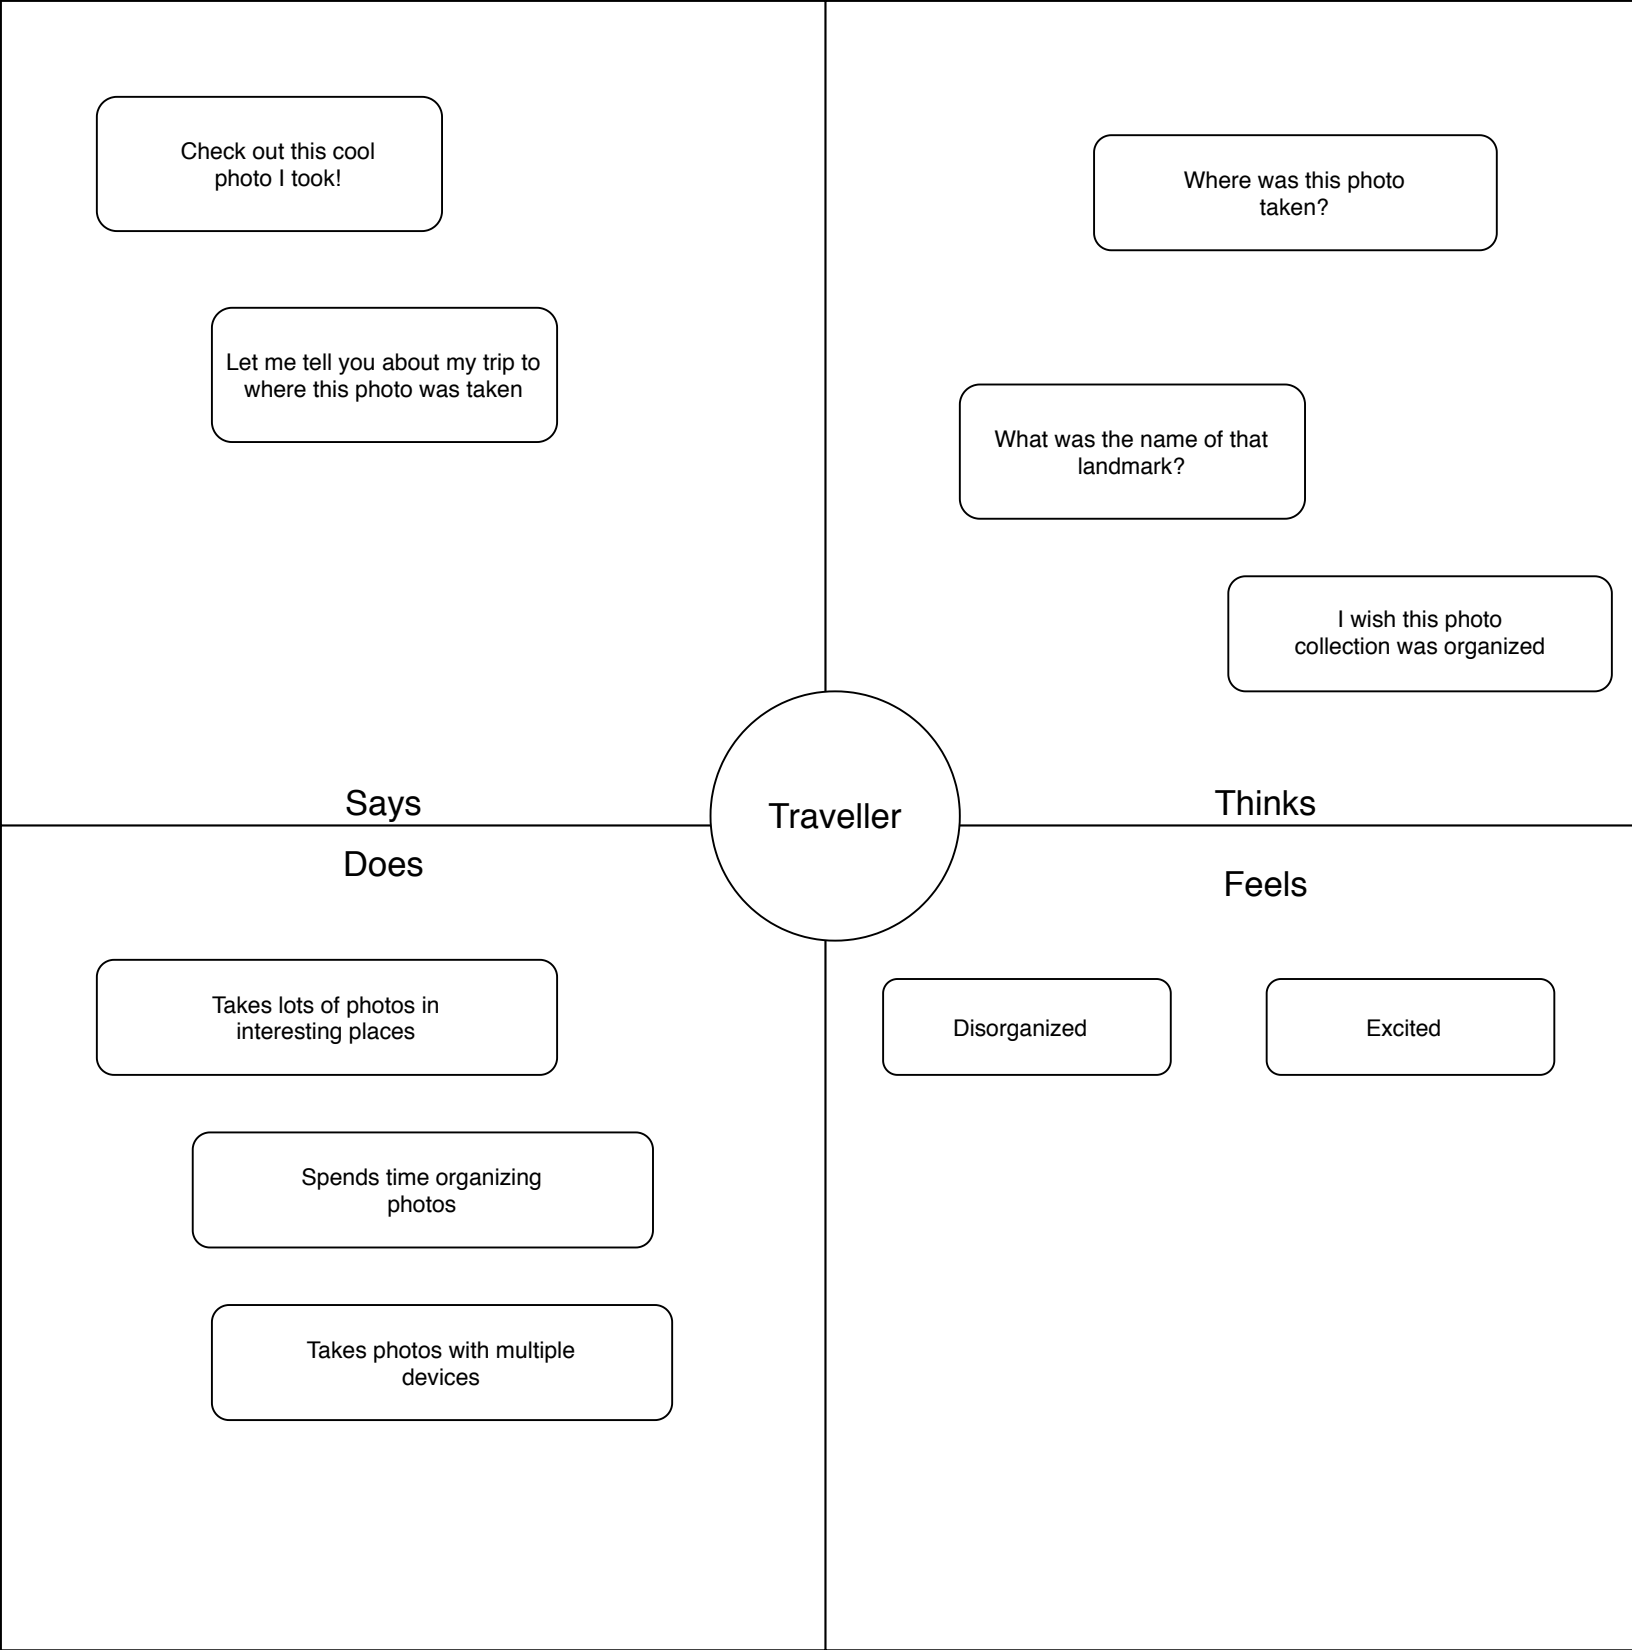 Check out this cool
photo I took!
Let me tell you about my trip to
where this photo was taken
Says
Where was this photo
taken?
What was the name of that
landmark?
I wish this photo
collection was organized
Thinks
Traveller
Does
Takes lots of photos in
interesting places
Spends time organizing
photos
Takes photos with multiple
devices
Feels
Disorganized
Excited